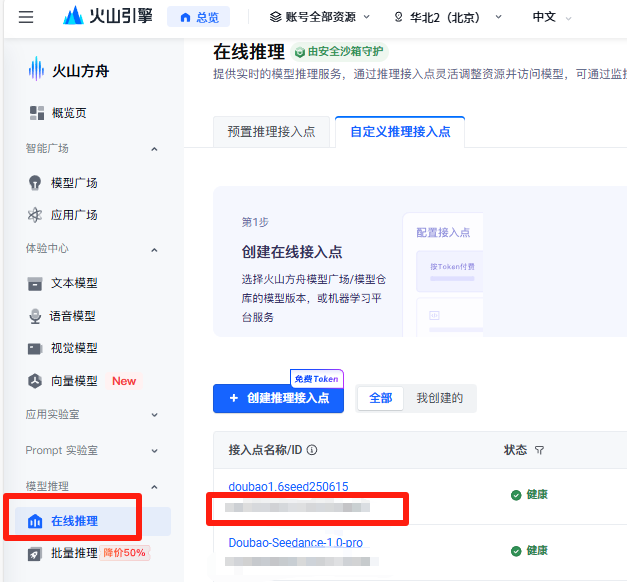 火山引擎
总览
账号全部资源
华北2（北京）
中文
火山方舟
概览页
智能广场
模型广场
应用广场
体验中心
文本模型
语音模型
视觉模型
向量模型 New
应用实验室
Prompt 实验室
模型推理
在线推理
批量推理 降价50%
在线推理 由安全沙箱守护
提供实时的模型推理服务，通过推理接入点灵活调整资源并访问模型，可通过监控
预置推理接入点
自定义推理接入点
第1步
创建在线接入点
选择火山方舟模型广场/模型仓
库的模型版本，或机器学习平
台服务
配置接入点
按Token付费
免费Token
+ 创建推理接入点
全部
我创建的
接入点名称/ID
状态
doubao1.6seed250615
健康
Doubao-Seedance-1.0-pro
健康